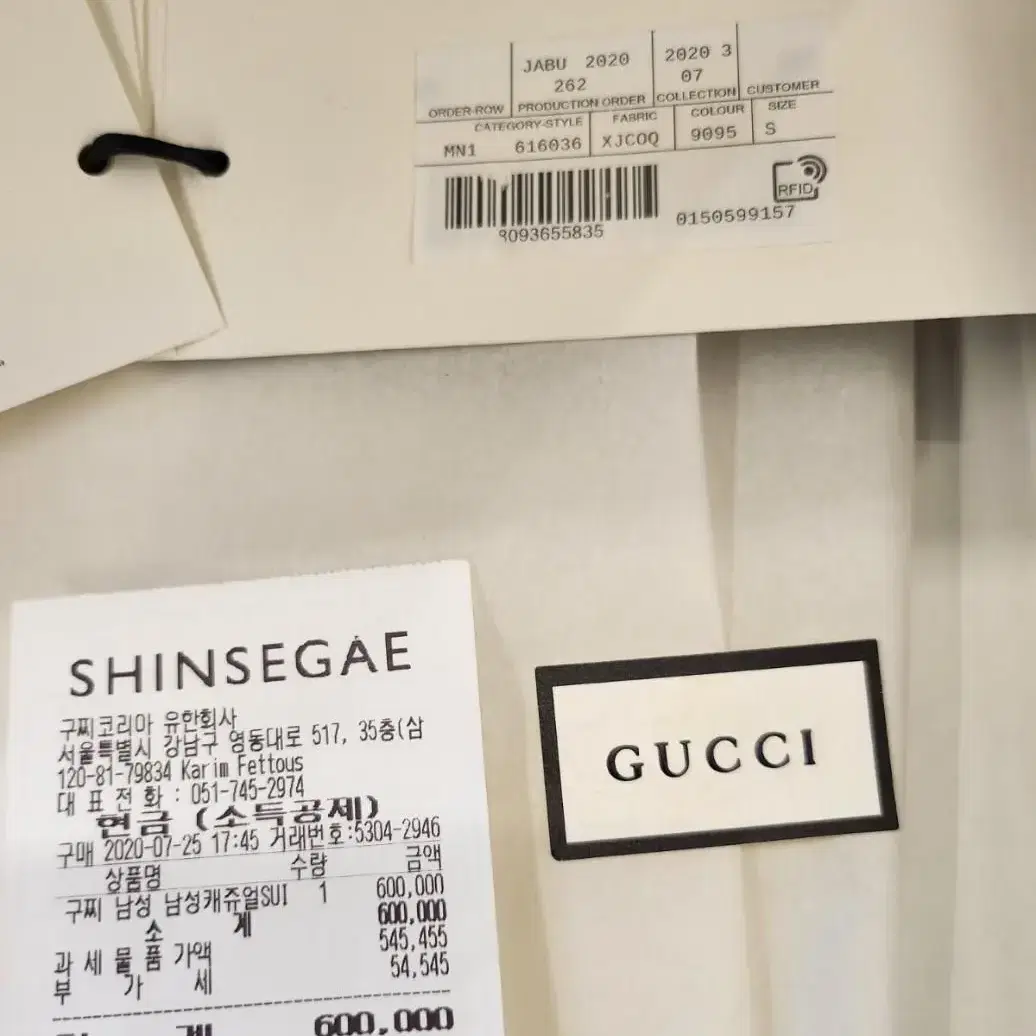 JABU 2020
262
2020 3
07
ORDER-ROW PRODUCTION ORDER COLLECTION CUSTOMER
CATEGORY-STYLE FABRIC COLOUR SIZE
MN1 616036 XJCOQ 9095 S
RFID
8093655835 0150599157
SHINSEGAE
구찌코리아 유한회사
서울특별시 강남구 영동대로 517, 35층(삼
120-81-79834 Karim Fettous
대 표 전 화 : 051-745-2974
현금 (소득공제)
구매 2020-07-25 17:45 거래번호:5304-2946
상품명 수량 금액
구찌 남성 남성캐쥬얼SUI 1 600,000
소 계 600,000
과 세 물 품 가액 545,455
부 가 세 54,545
계 600,000
GUCCI